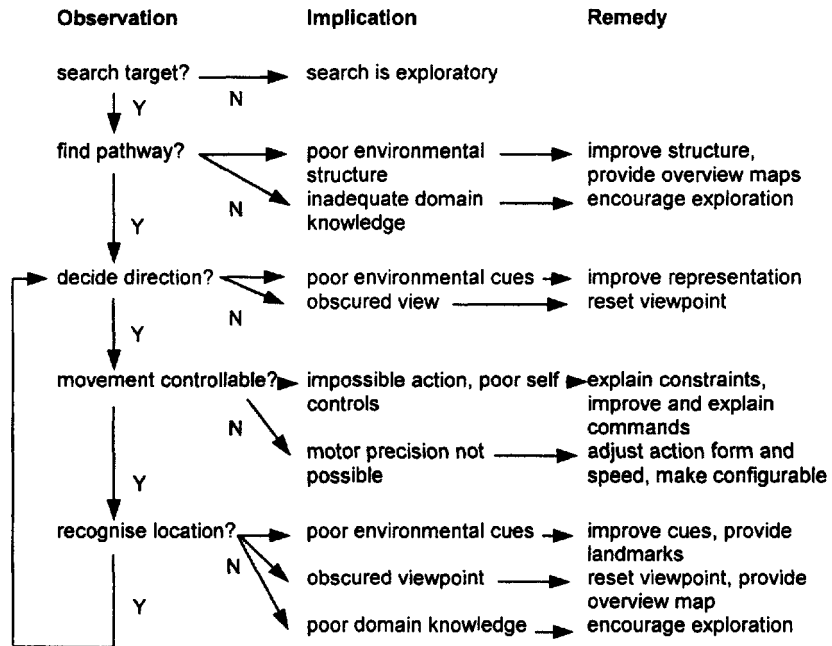 Observation Implication Remedy
search target? search is exploratory
N
Y
find pathway? poor environmental structure improve structure, provide overview maps
inadequate domain knowledge encourage exploration
N
Y
decide direction? poor environmental cues improve representation
obscured view reset viewpoint
N
Y
movement controllable? impossible action, poor self controls explain constraints, improve and explain commands
N
motor precision not possible adjust action form and speed, make configurable
Y
recognise location? poor environmental cues improve cues, provide landmarks
N
obscured viewpoint reset viewpoint, provide overview map
Y
poor domain knowledge encourage exploration